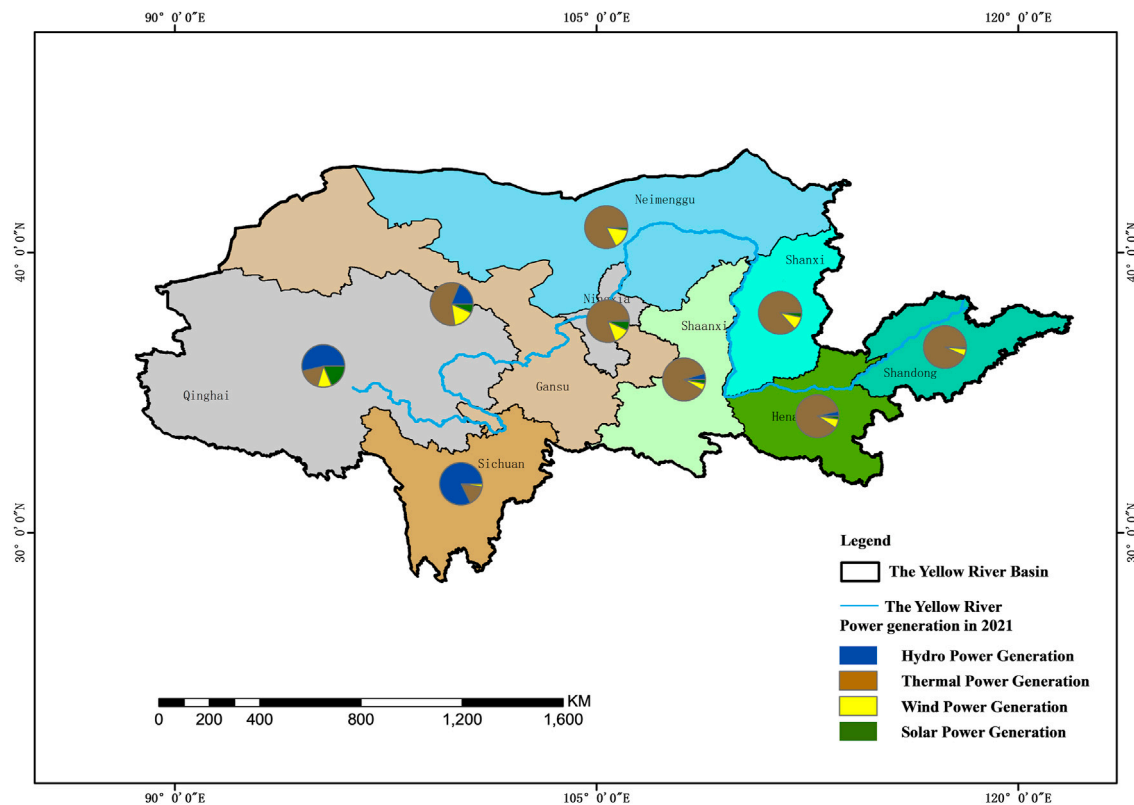 90° 0′0″E 105° 0′0″E 120° 0′0″E
Neimenggu
40° 0′0″N 40° 0′0″N
Shanxi
Ningxia
Shaanxi
Shandong
Qinghai Gansu
Hena
Sichuan
30° 0′0″N 30° 0′0″N
Legend
The Yellow River Basin
The Yellow River
Power generation in 2021
Hydro Power Generation
Thermal Power Generation
Wind Power Generation
Solar Power Generation
KM
0 200 400 800 1,200 1,600
90° 0′0″E 105° 0′0″E 120° 0′0″E